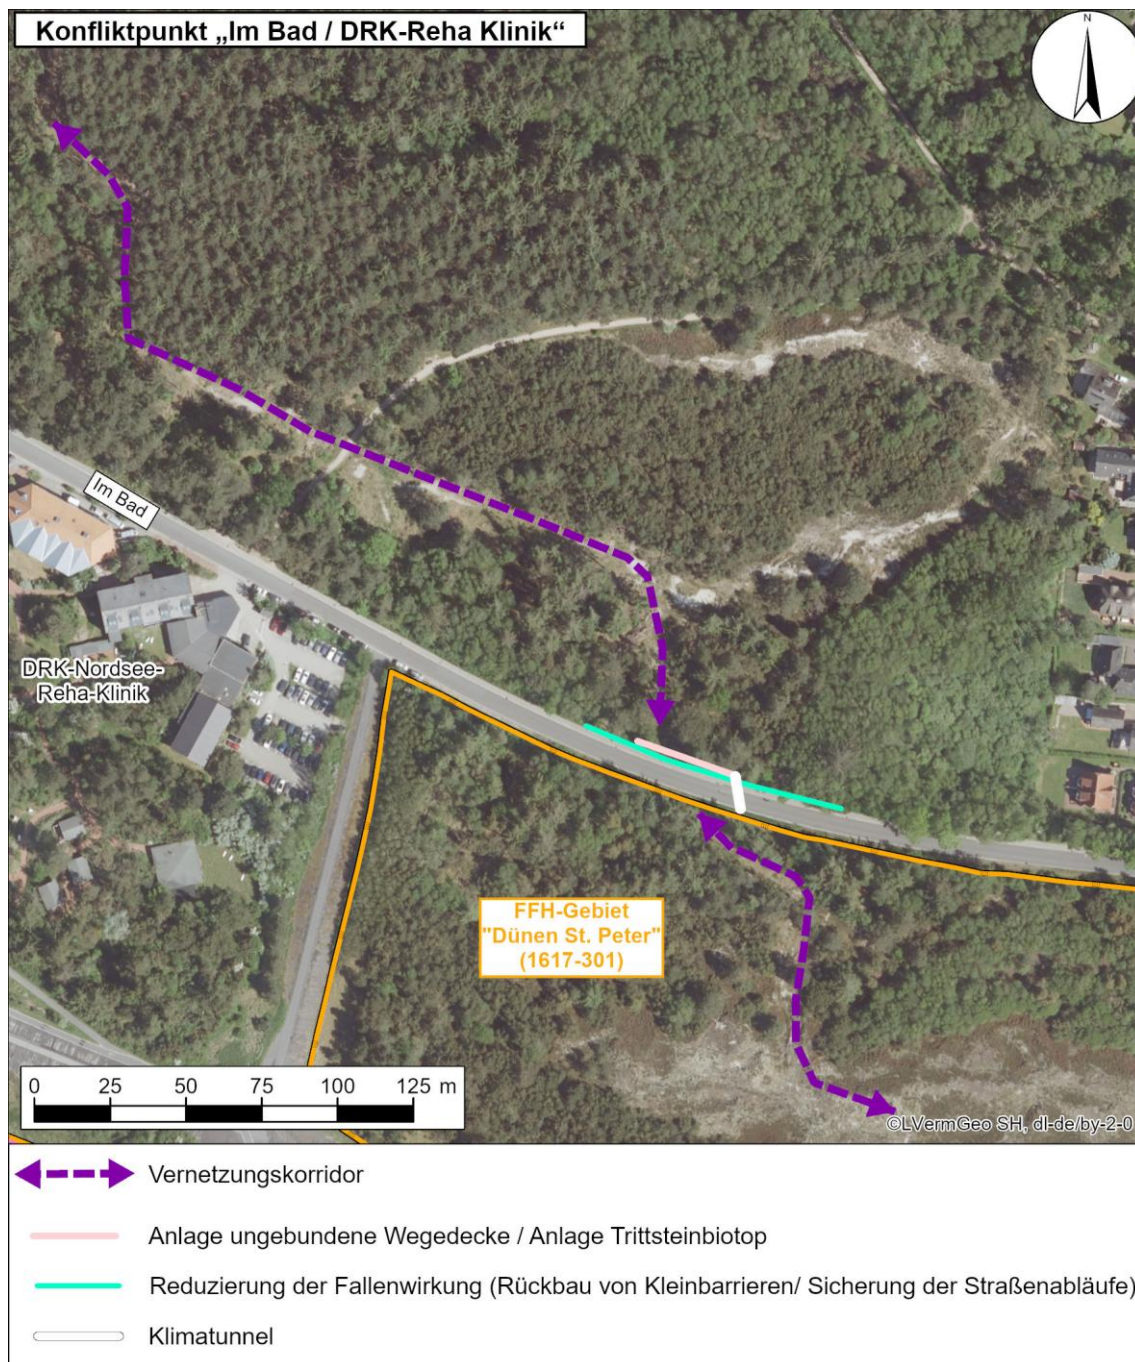 Konfliktpunkt „Im Bad / DRK-Reha Klinik“
N
Im Bad
DRK-Nordsee-
Reha-Klinik
FFH-Gebiet
"Dünen St. Peter"
(1617-301)
0 25 50 75 100 125 m
©LVermGeo SH, dl-de/by-2-0
Vernetzungskorridor
Anlage ungebundene Wegedecke / Anlage Trittsteinbiotop
Reduzierung der Fallenwirkung (Rückbau von Kleinbarrieren/ Sicherung der Straßenabläufe)
Klimatunnel